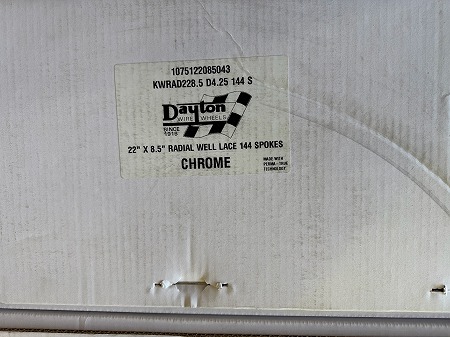 1075122085043
KWRAD228.5 D4.25 144 S
Dayton
WIRE WHEELS
SINCE
1916
22" X 8.5" RADIAL WELL LACE 144 SPOKES
CHROME
MADE WITH
PERMA-TRUE
TECHNOLOGY